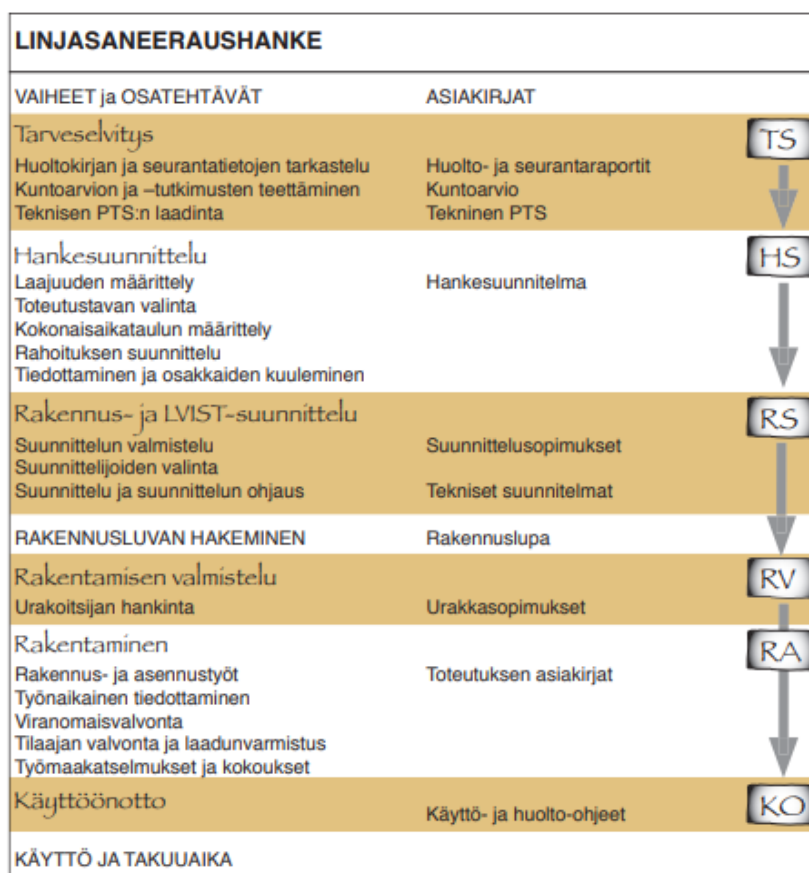 LINJASANEERAUSHANKE
VAIHEET ja OSATEHTÄVÄT ASIAKIRJAT
Tarveselvitys TS
Huoltokirjan ja seurantatietojen tarkastelu Huolto- ja seurantaraportit
Kuntoarvion ja –tutkimusten teettäminen Kuntoarvio
Teknisen PTS:n laadinta Tekninen PTS
Hankesuunnittelu HS
Laajuuden määrittely Hankesuunnitelma
Toteutustavan valinta
Kokonaisaikataulun määrittely
Rahoituksen suunnittelu
Tiedottaminen ja osakkaiden kuuleminen
Rakennus- ja LVIST-suunnittelu RS
Suunnittelun valmistelu Suunnittelusopimukset
Suunnittelijoiden valinta
Suunnittelu ja suunnittelun ohjaus Tekniset suunnitelmat
RAKENNUSLUVAN HAKEMINEN Rakennuslupa
Rakentamisen valmistelu RV
Urakoitsijan hankinta Urakkasopimukset
Rakentaminen RA
Rakennus- ja asennustyöt Toteutuksen asiakirjat
Työnaikainen tiedottaminen
Viranomaisvalvonta
Tilaajan valvonta ja laadunvarmistus
Työmaakatselmukset ja kokoukset
Käyttöönotto KO
Käyttö- ja huolto-ohjeet
KÄYTTÖ JA TAKUUAIKA